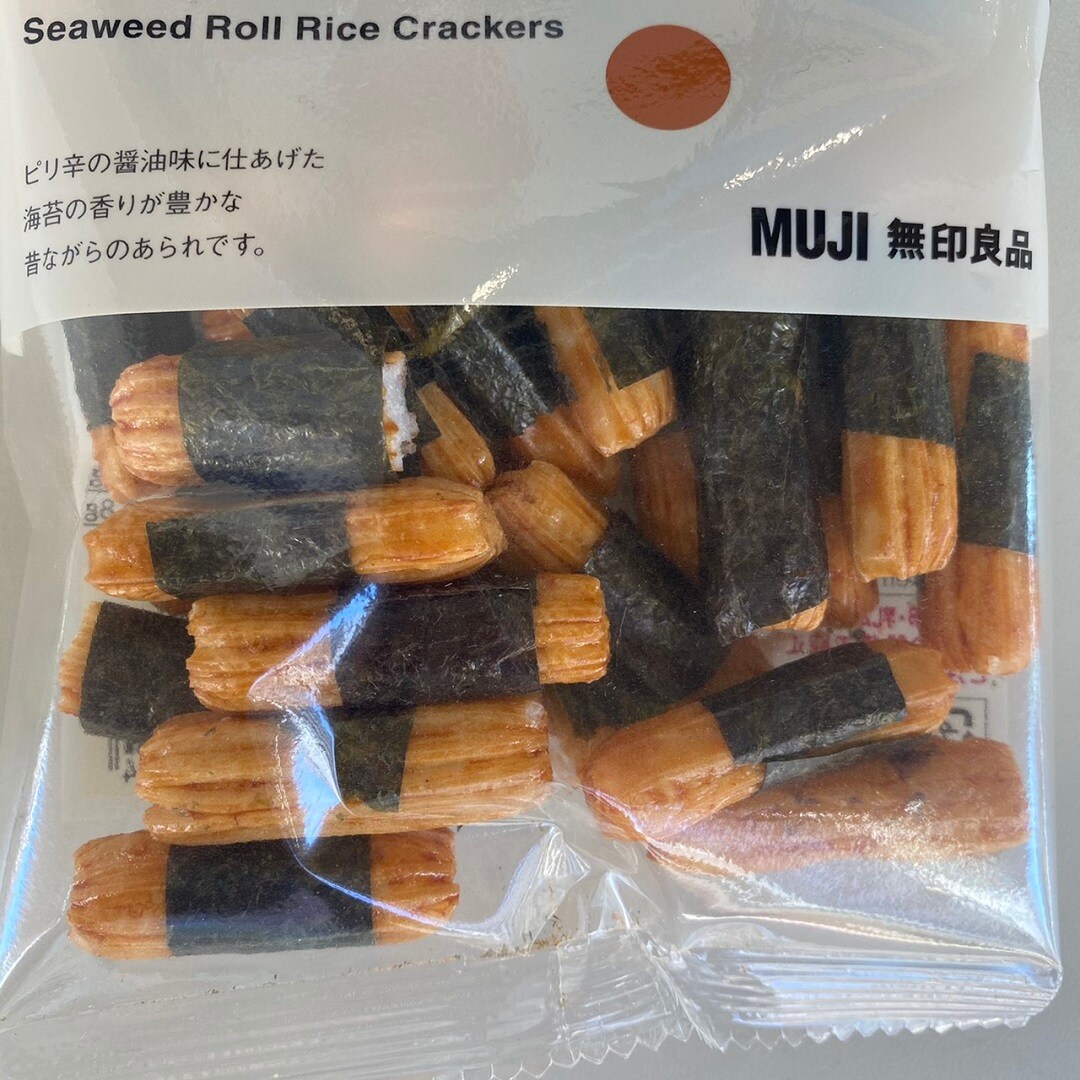 Seaweed Roll Rice Crackers
ピリ辛の醤油味に仕あげた
海苔の香りが豊かな
昔ながらのあられです。
MUJI 無印良品